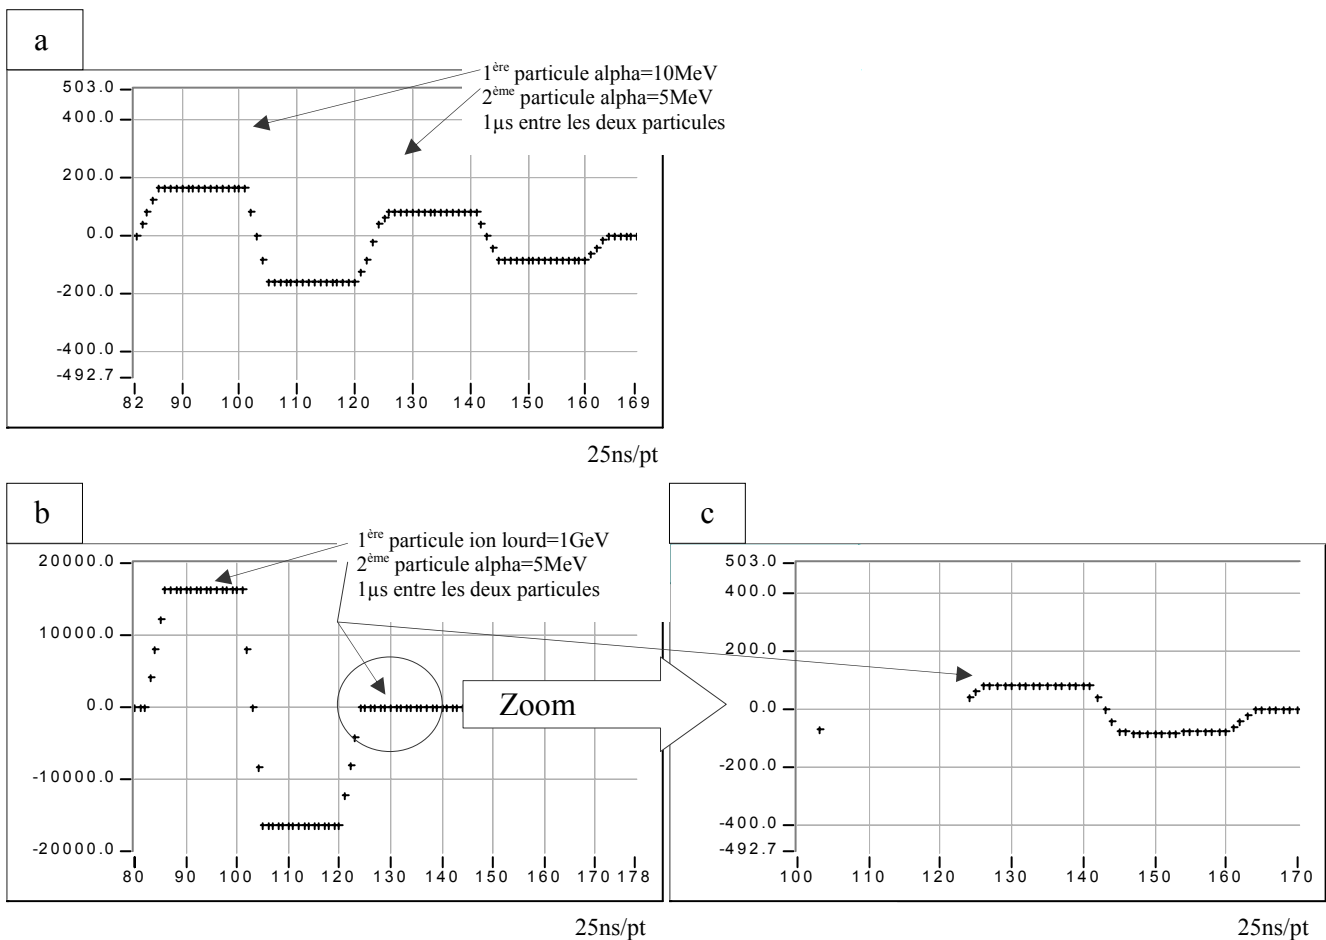 a
1ère particule alpha=10MeV
2ème particule alpha=5MeV
1µs entre les deux particules
503.0
400.0
200.0
0.0
-200.0
-400.0
-492.7
82 90 100 110 120 130 140 150 160 169
25ns/pt
b
1ère particule ion lourd=1GeV
2ème particule alpha=5MeV
1µs entre les deux particules
20000.0
10000.0
0.0
-10000.0
-20000.0
80 90 100 110 120 130 140 150 160 170 178
25ns/pt
Zoom
c
503.0
400.0
200.0
0.0
-200.0
-400.0
-492.7
100 110 120 130 140 150 160 170
25ns/pt